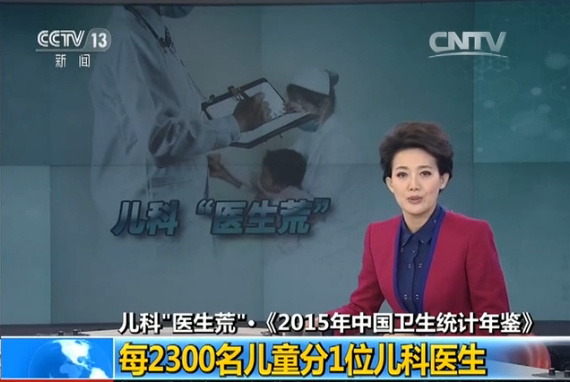 CCTV 13
新闻
CNTV
儿科“医生荒”
儿科"医生荒"·《2015年中国卫生统计年鉴》
每2300名儿童分1位儿科医生